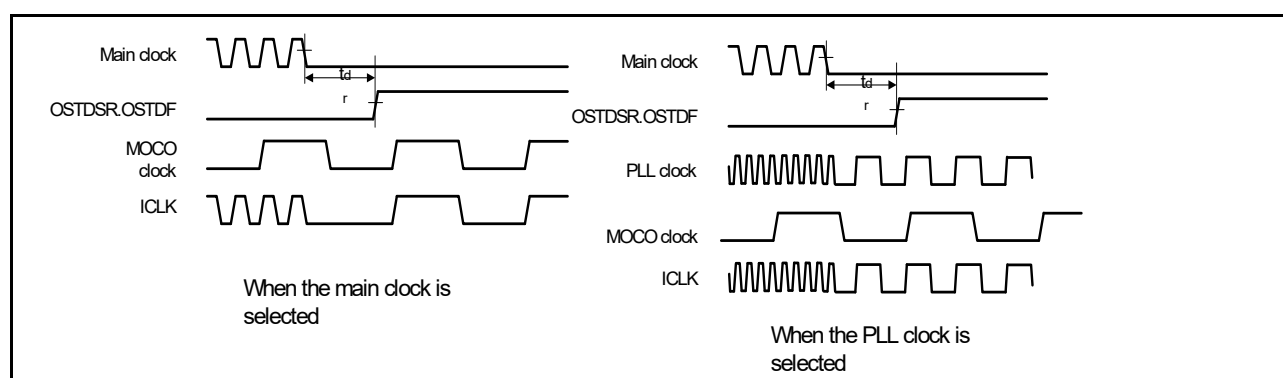 Main clock
td
r
OSTDSR.OSTDF
MOCO
clock
ICLK
When the main clock is
selected
Main clock
td
r
OSTDSR.OSTDF
PLL clock
MOCO clock
ICLK
When the PLL clock is
selected